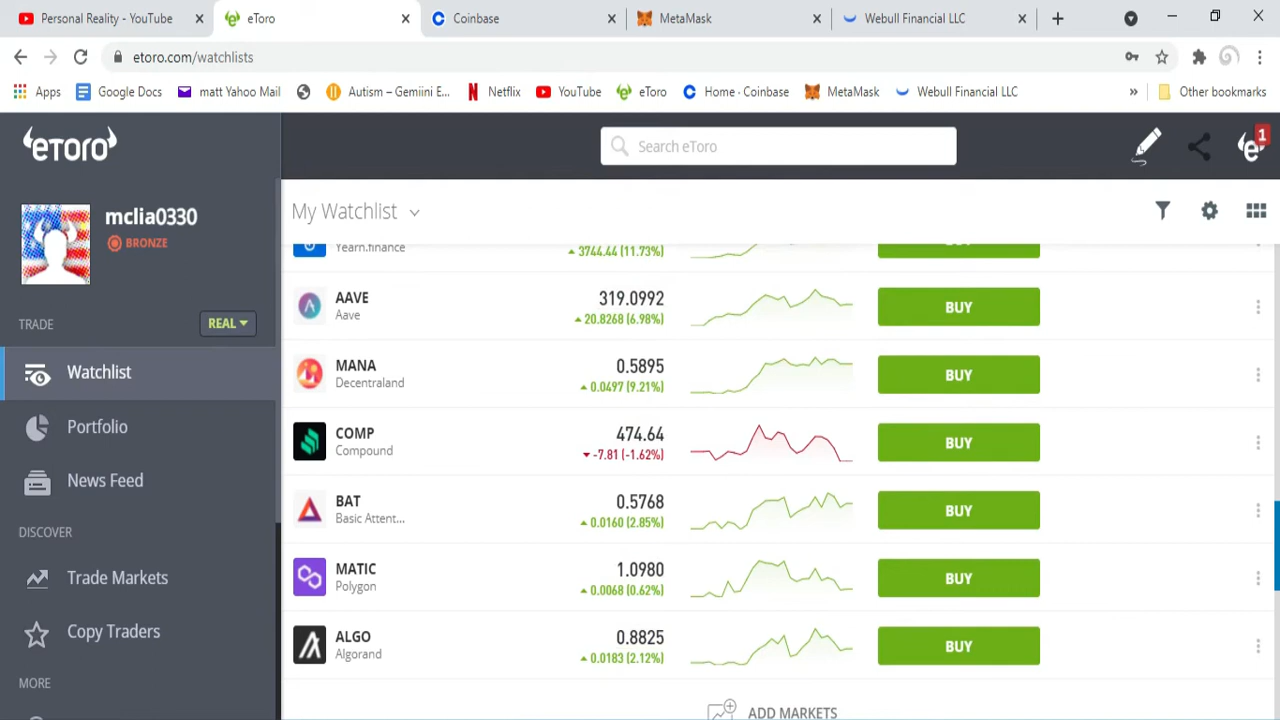 Personal Reality - YouTube
eToro
Coinbase
MetaMask
Webull Financial LLC
etoro.com/watchlists
Apps
Google Docs
matt Yahoo Mail
Autism – Gemiini E...
Netflix
YouTube
eToro
Home · Coinbase
MetaMask
Webull Financial LLC
»
Other bookmarks
eToro
Search eToro
1
mclia0330
BRONZE
TRADE
REAL
Watchlist
Portfolio
News Feed
DISCOVER
Trade Markets
Copy Traders
MORE
My Watchlist
Yearn.finance
3744.44 (11.73%)
AAVE
Aave
319.0992
20.8268 (6.98%)
BUY
MANA
Decentraland
0.5895
0.0497 (9.21%)
BUY
COMP
Compound
474.64
-7.81 (-1.62%)
BUY
BAT
Basic Attent...
0.5768
0.0160 (2.85%)
BUY
MATIC
Polygon
1.0980
0.0068 (0.62%)
BUY
ALGO
Algorand
0.8825
0.0183 (2.12%)
BUY
ADD MARKETS